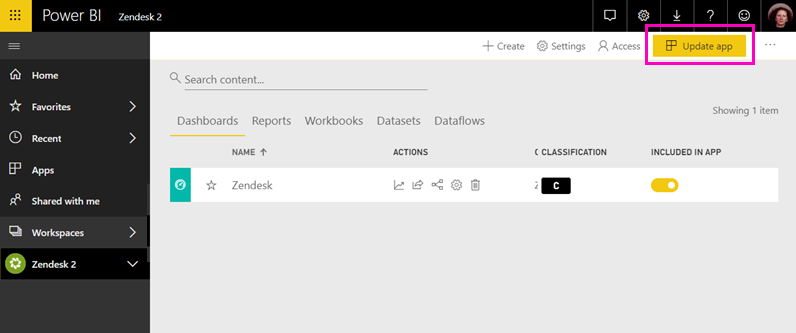 Power BI Zendesk 2
Create Settings Access Update app
Home
Search content...
Favorites
Showing 1 item
Dashboards Reports Workbooks Datasets Dataflows
Recent
NAME ACTIONS CLASSIFICATION INCLUDED IN APP
Apps
Zendesk C
Shared with me
Workspaces
Zendesk 2